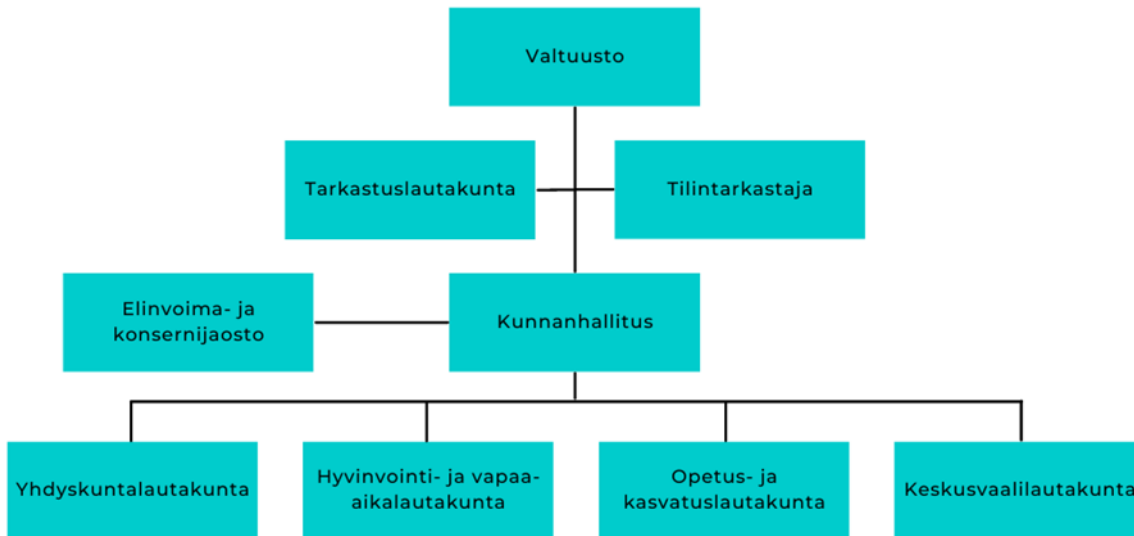 Valtuusto
Tarkastuslautakunta
Tilintarkastaja
Elinvoima- ja
konsernijaosto
Kunnanhallitus
Yhdyskuntalautakunta
Hyvinvointi- ja vapaa-
aikalautakunta
Opetus- ja
kasvatuslautakunta
Keskusvaalilautakunta